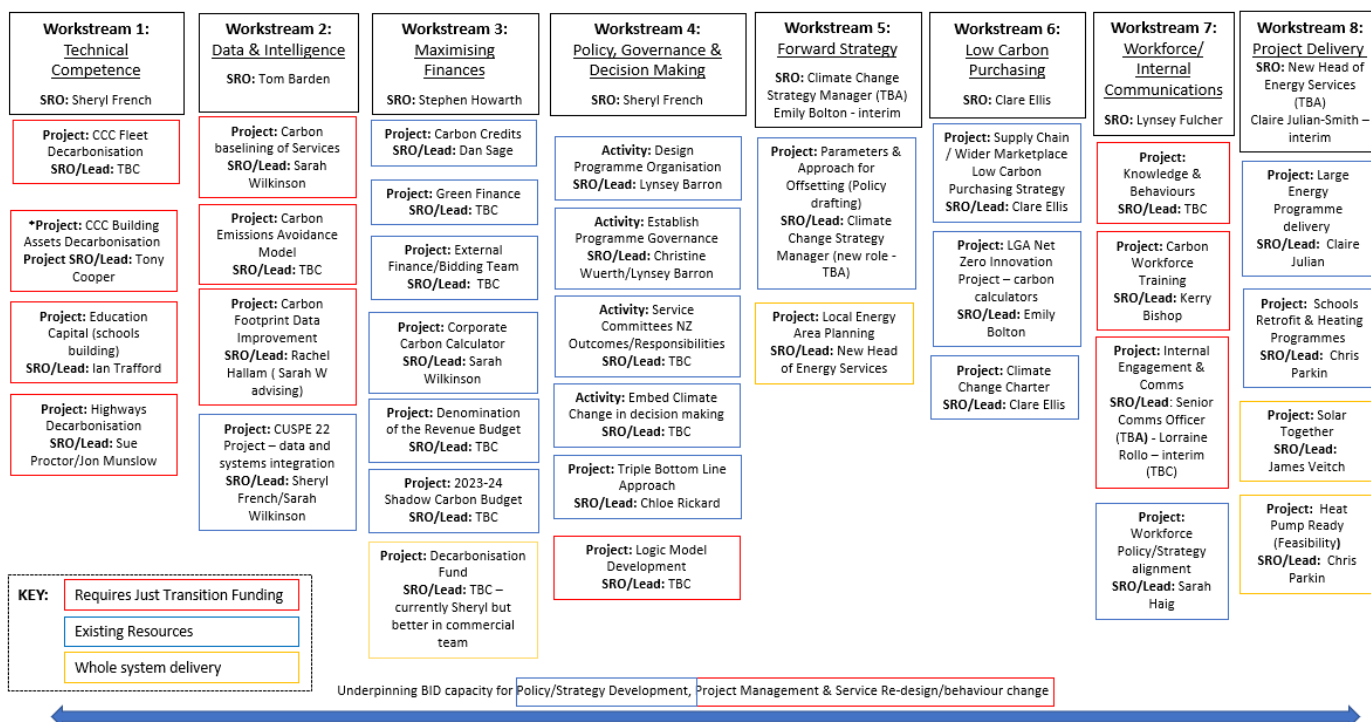 Workstream 1:
Technical
Competence
SRO: Sheryl French
CCC Fleet
Project: CCC Fleet
Decarbonisation
SRO/Lead: TBC
*Project: CCC Building
Assets Decarbonisation
Project SRO/Lead: Tony
Cooper
Project: Education
Capital (schools
building)
SRO/Lead: Ian Trafford
Project: Highways
Decarbonisation
SRO/Lead: Sue
Proctor/Jon Munslow
Workstream 2:
Data & Intelligence
SRO: Tom Barden
Project: Carbon
baselining of Services
SRO/Lead: Sarah
Wilkinson
Project: Carbon
Emissions Avoidance
Model
SRO/Lead: TBC
Project: Carbon
Footprint Data
Improvement
SRO/Lead: Rachel
Hallam ( Sarah W
advising)
Project: CUSPE 22
Project – data and
systems integration
SRO/Lead: Sheryl
French/Sarah
Wilkinson
Workstream 3:
Maximising
Finances
SRO: Stephen Howarth
Project: Carbon Credits
SRO/Lead: Dan Sage
Project: Green Finance
SRO/Lead: TBC
Project: External
Finance/Bidding Team
SRO/Lead: TBC
Project: Corporate
Carbon Calculator
SRO/Lead: Sarah
Wilkinson
Project: Denomination
of the Revenue Budget
SRO/Lead: TBC
Project: 2023-24
Shadow Carbon Budget
SRO/Lead: TBC
Project: Decarbonisation
Fund
SRO/Lead: TBC –
currently Sheryl but
better in commercial
team
Workstream 4:
Policy, Governance &
Decision Making
SRO: Sheryl French
Activity: Design
Programme Organisation
SRO/Lead: Lynsey Barron
Activity: Establish
Programme Governance
SRO/Lead: Christine
Wuerth/Lynsey Barron
Activity: Service
Committees NZ
Outcomes/Responsibilities
SRO/Lead: TBC
Activity: Embed Climate
Change in decision making
SRO/Lead: TBC
Project: Triple Bottom Line
Approach
SRO/Lead: Chloe Rickard
Project: Logic Model
Development
SRO/Lead: TBC
Workstream 5:
Forward Strategy
SRO: Climate Change
Strategy Manager (TBA)
Emily Bolton - interim
Project: Parameters &
Approach for
Offsetting (Policy
drafting)
SRO/Lead: Climate
Change Strategy
Manager (new role -
TBA)
Project: Local Energy
Area Planning
SRO/Lead: New Head
of Energy Services
Workstream 6:
Low Carbon
Purchasing
SRO: Clare Ellis
Project: Supply Chain
/ Wider Marketplace
Low Carbon
Purchasing Strategy
SRO/Lead: Clare Ellis
Project: LGA Net
Zero Innovation
Project – carbon
calculators
SRO/Lead: Emily
Bolton
Project: Climate
Change Charter
SRO/Lead: Clare Ellis
Workstream 7:
Workforce/
Internal
Communications
SRO: Lynsey Fulcher
Project:
Knowledge &
Behaviours
SRO/Lead: TBC
Project: Carbon
Workforce
Training
SRO/Lead: Kerry
Bishop
Project: Internal
Engagement &
Comms
SRO/Lead: Senior
Comms Officer
(TBA) - Lorraine
Rollo – interim
(TBC)
Project:
Workforce
Policy/Strategy
alignment
SRO/Lead: Sarah
Haig
Workstream 8:
Project Delivery
SRO: New Head of
Energy Services
(TBA)
Claire Julian-Smith –
interim
Project: Large
Energy
Programme
delivery
SRO/Lead: Claire
Julian
Project: Schools
Retrofit & Heating
Programmes
SRO/Lead: Chris
Parkin
Project: Solar
Together
SRO/Lead:
James Veitch
Project: Heat
Pump Ready
(Feasibility)
SRO/Lead: Chris
Parkin
KEY:
Requires Just Transition Funding
Existing Resources
Whole system delivery
Underpinning BID capacity for Policy/Strategy Development, Project Management & Service Re-design/behaviour change